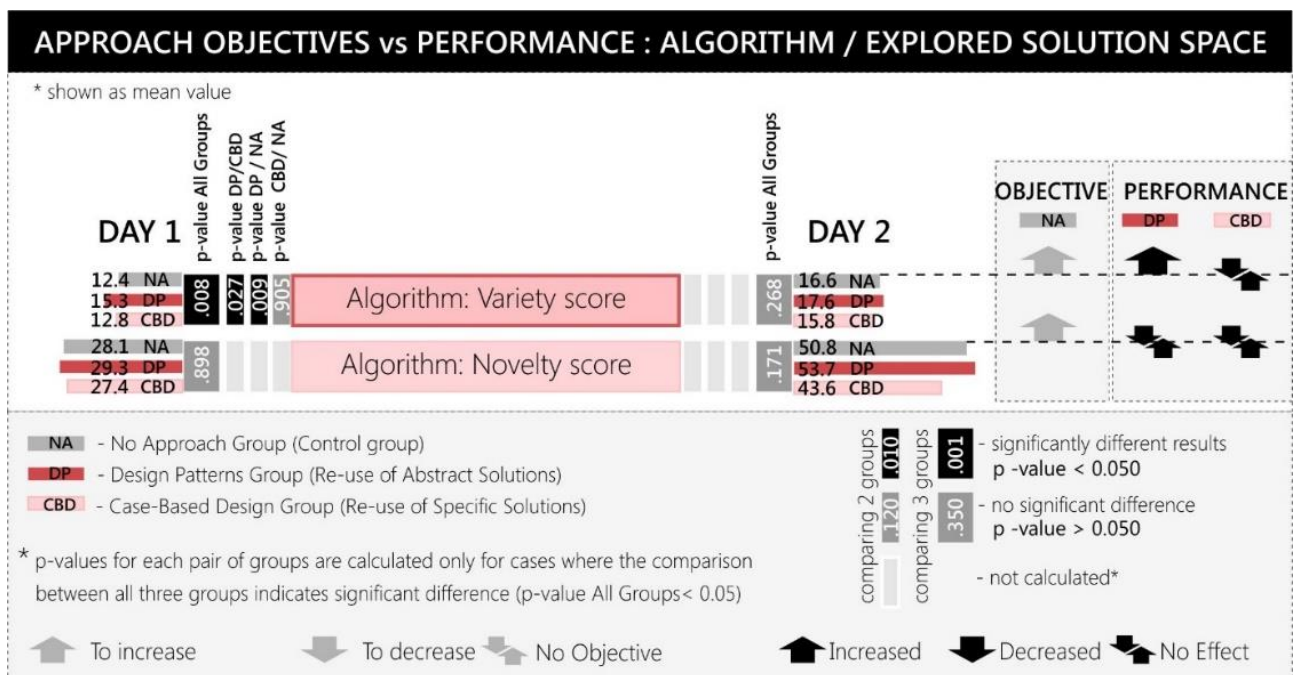 APPROACH OBJECTIVES vs PERFORMANCE : ALGORITHM / EXPLORED SOLUTION SPACE
* shown as mean value
DAY 1
p-value All Groups
p-value DP/CBD
p-value DP / NA
p-value CBD/ NA
p-value All Groups
DAY 2
OBJECTIVE
NA
PERFORMANCE
DP CBD
12.4 NA
15.3 DP
12.8 CBD
.008
.027
.009
.905
Algorithm: Variety score
.268
16.6 NA
17.6 DP
15.8 CBD
28.1 NA
29.3 DP
27.4 CBD
.898
Algorithm: Novelty score
.171
50.8 NA
53.7 DP
43.6 CBD
NA - No Approach Group (Control group)
DP - Design Patterns Group (Re-use of Abstract Solutions)
CBD - Case-Based Design Group (Re-use of Specific Solutions)
* p-values for each pair of groups are calculated only for cases where the comparison
between all three groups indicates significant difference (p-value All Groups< 0.05)
comparing 2 groups
.120 .010
comparing 3 groups
.350 .001
- significantly different results
p -value < 0.050
- no significant difference
p -value > 0.050
- not calculated*
To increase
To decrease
No Objective
Increased
Decreased
No Effect